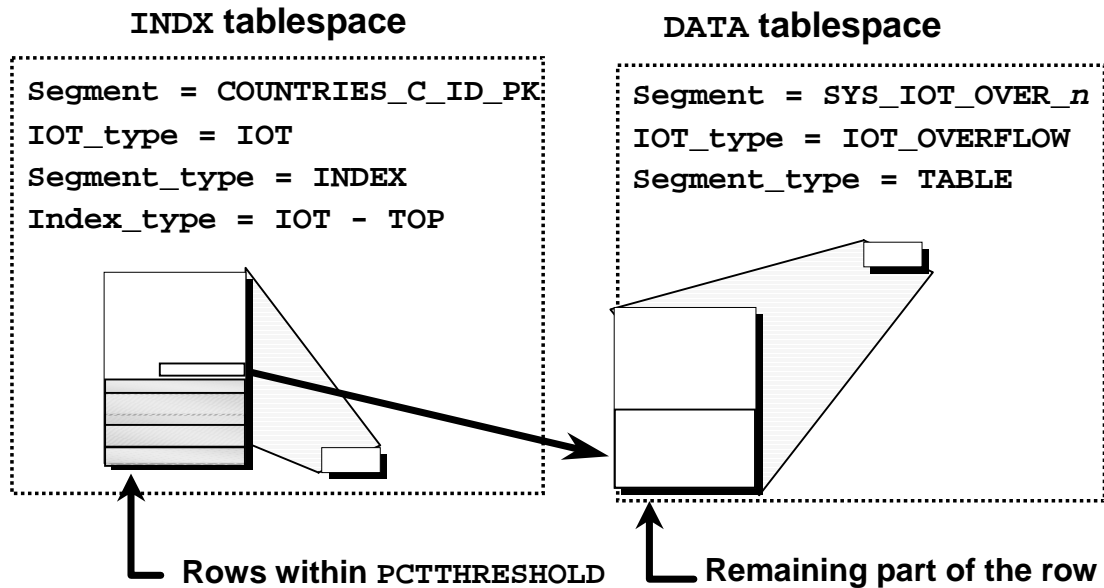 INDX tablespace
Segment = COUNTRIES_C_ID_PK
IOT_type = IOT
Segment_type = INDEX
Index_type = IOT - TOP
Rows within PCTTHRESHOLD
DATA tablespace
Segment = SYS_IOT_OVER_n
IOT_type = IOT_OVERFLOW
Segment_type = TABLE
Remaining part of the row